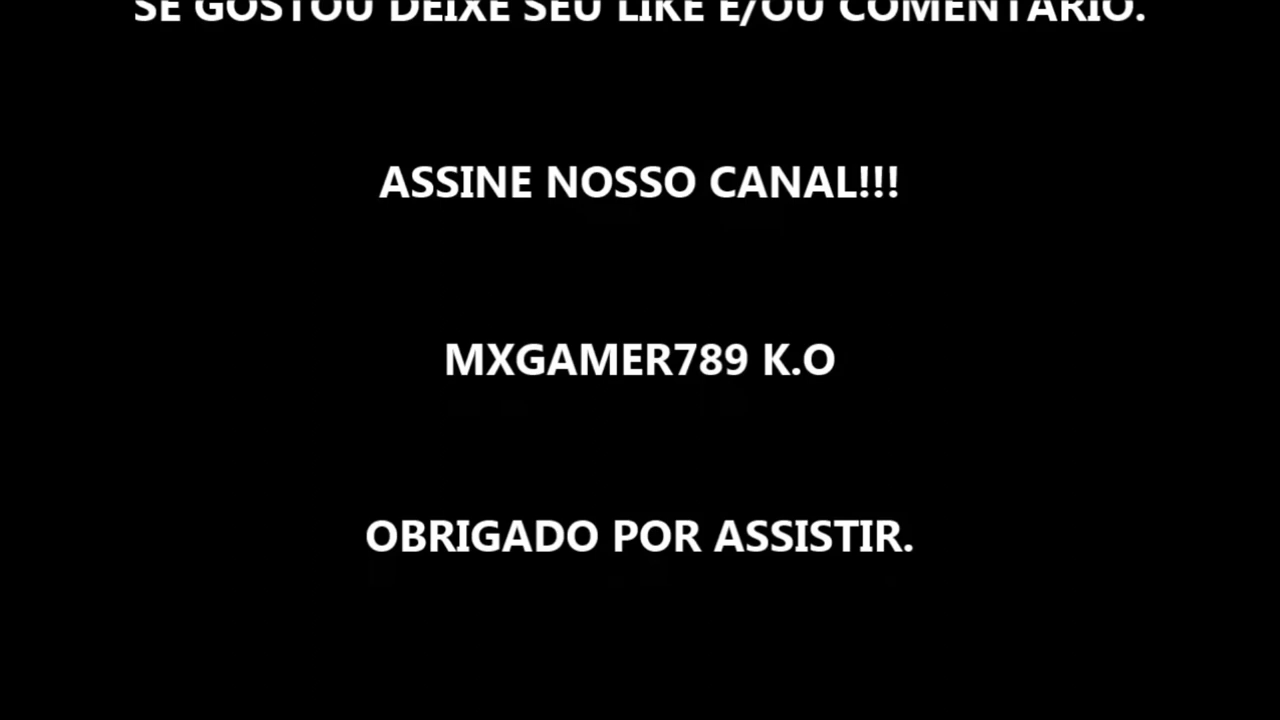 SE GOSTOU DEIXE SEU LIKE E/OU COMENTÁRIO.
ASSINE NOSSO CANAL!!!
MXGAMER789 K.O
OBRIGADO POR ASSISTIR.